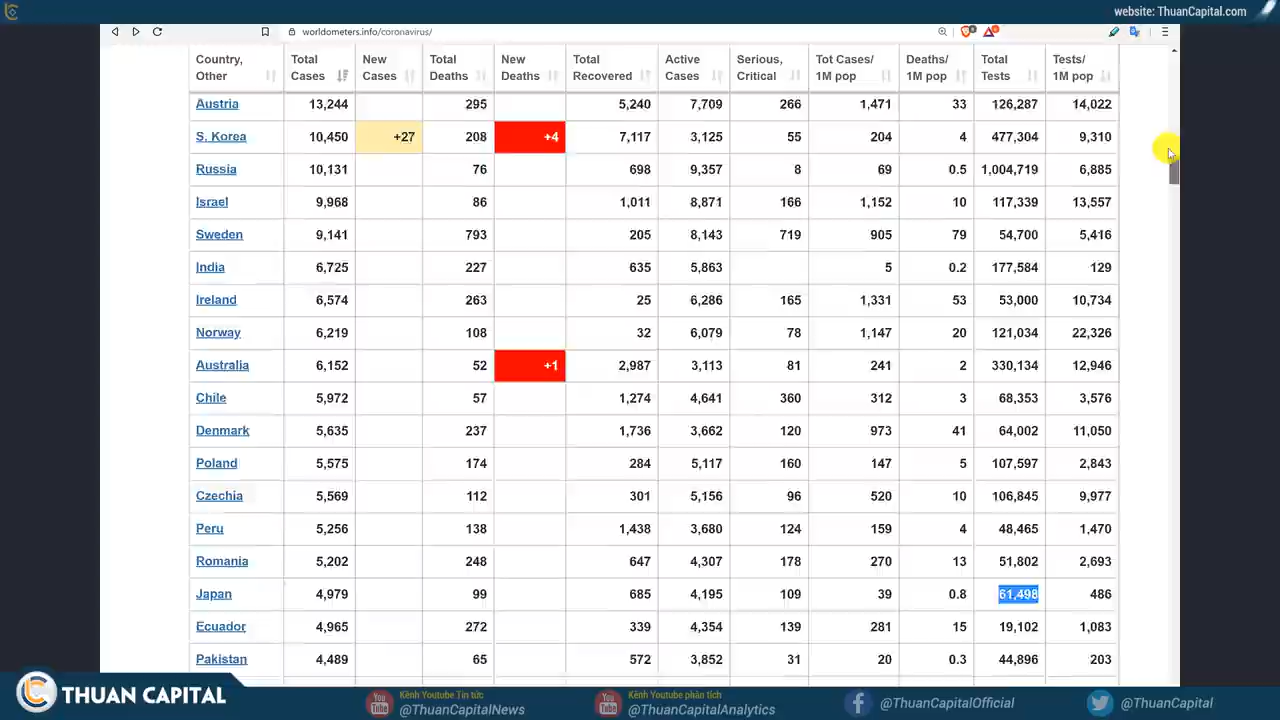 website: ThuanCapital.com
worldometers.info/coronavirus/
Country, Other Total Cases New Cases Total Deaths New Deaths Total Recovered Active Cases Serious, Critical Tot Cases/ 1M pop Deaths/ 1M pop Total Tests Tests/ 1M pop
Austria 13,244 295 5,240 7,709 266 1,471 33 126,287 14,022
S. Korea 10,450 +27 208 +4 7,117 3,125 55 204 4 477,304 9,310
Russia 10,131 76 698 9,357 8 69 0.5 1,004,719 6,885
Israel 9,968 86 1,011 8,871 166 1,152 10 117,339 13,557
Sweden 9,141 793 205 8,143 719 905 79 54,700 5,416
India 6,725 227 635 5,863 5 0.2 177,584 129
Ireland 6,574 263 25 6,286 165 1,331 53 53,000 10,734
Norway 6,219 108 32 6,079 78 1,147 20 121,034 22,326
Australia 6,152 52 +1 2,987 3,113 81 241 2 330,134 12,946
Chile 5,972 57 1,274 4,641 360 312 3 68,353 3,576
Denmark 5,635 237 1,736 3,662 120 973 41 64,002 11,050
Poland 5,575 174 284 5,117 160 147 5 107,597 2,843
Czechia 5,569 112 301 5,156 96 520 10 106,845 9,977
Peru 5,256 138 1,438 3,680 124 159 4 48,465 1,470
Romania 5,202 248 647 4,307 178 270 13 51,802 2,693
Japan 4,979 99 685 4,195 109 39 0.8 61,498 486
Ecuador 4,965 272 339 4,354 139 281 15 19,102 1,083
Pakistan 4,489 65 572 3,852 31 20 0.3 44,896 203
THUAN CAPITAL
You Tube
Kênh Youtube Tin tức
@ThuanCapitalNews
You Tube
Kênh Youtube phân tích
@ThuanCapitalAnalytics
@ThuanCapitalOfficial
@ThuanCapital